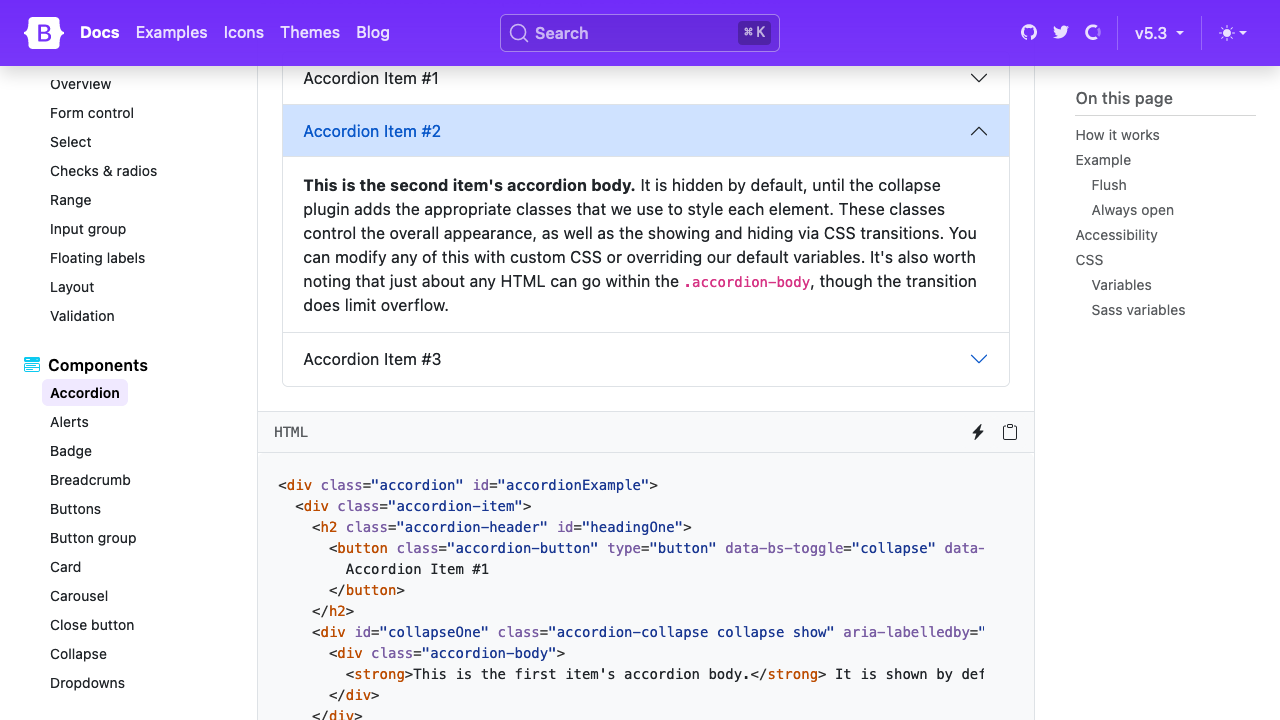 B Docs Examples Icons Themes Blog Search ⌘ K v5.3
Overview
Form control
Select
Checks & radios
Range
Input group
Floating labels
Layout
Validation
Components
Accordion
Alerts
Badge
Breadcrumb
Buttons
Button group
Card
Carousel
Close button
Collapse
Dropdowns
Accordion Item #1
Accordion Item #2
This is the second item's accordion body. It is hidden by default, until the collapse
plugin adds the appropriate classes that we use to style each element. These classes
control the overall appearance, as well as the showing and hiding via CSS transitions. You
can modify any of this with custom CSS or overriding our default variables. It's also worth
noting that just about any HTML can go within the .accordion-body, though the transition
does limit overflow.
Accordion Item #3
HTML
<div class="accordion" id="accordionExample">
<div class="accordion-item">
<h2 class="accordion-header" id="headingOne">
<button class="accordion-button" type="button" data-bs-toggle="collapse" data-
Accordion Item #1
</button>
</h2>
<div id="collapseOne" class="accordion-collapse collapse show" aria-labelledby="
<div class="accordion-body">
<strong>This is the first item's accordion body.</strong> It is shown by def
</div>
</div>
On this page
How it works
Example
Flush
Always open
Accessibility
CSS
Variables
Sass variables